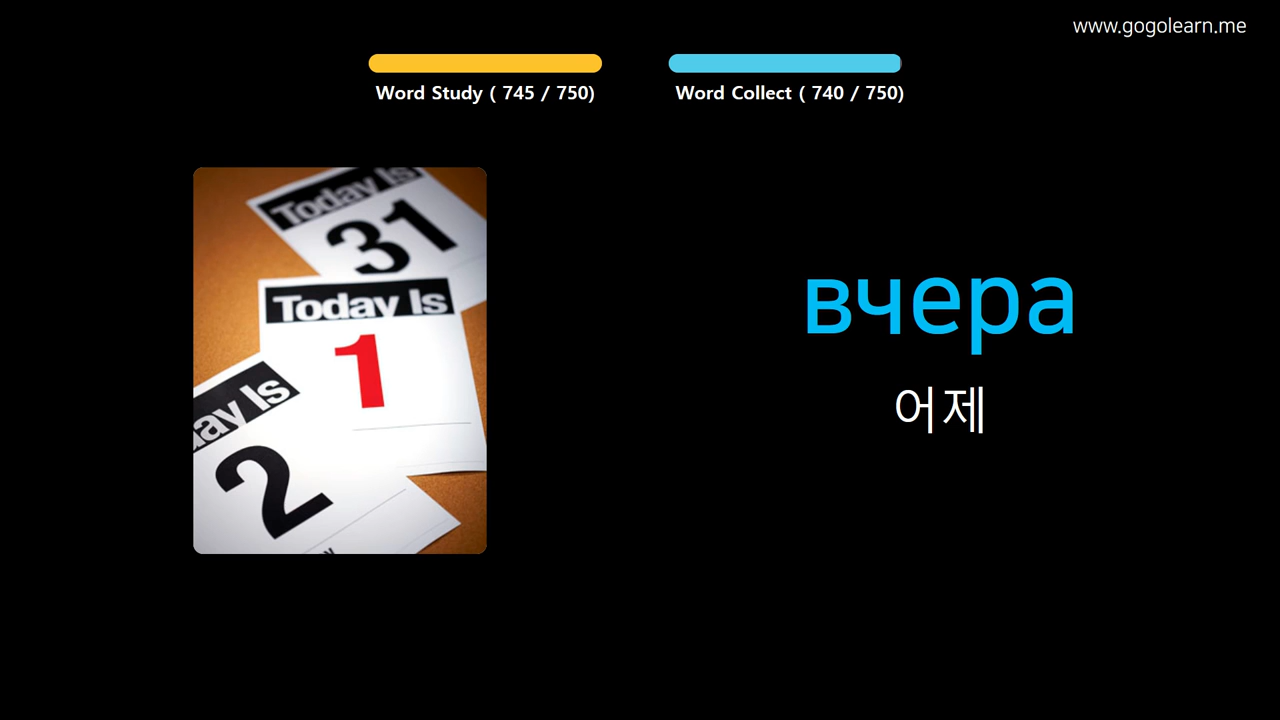 www.gogolearn.me
Word Study ( 745 / 750)
Word Collect ( 740 / 750)
Today Is
31
Today Is
1
ay Is
2
вчера
어제